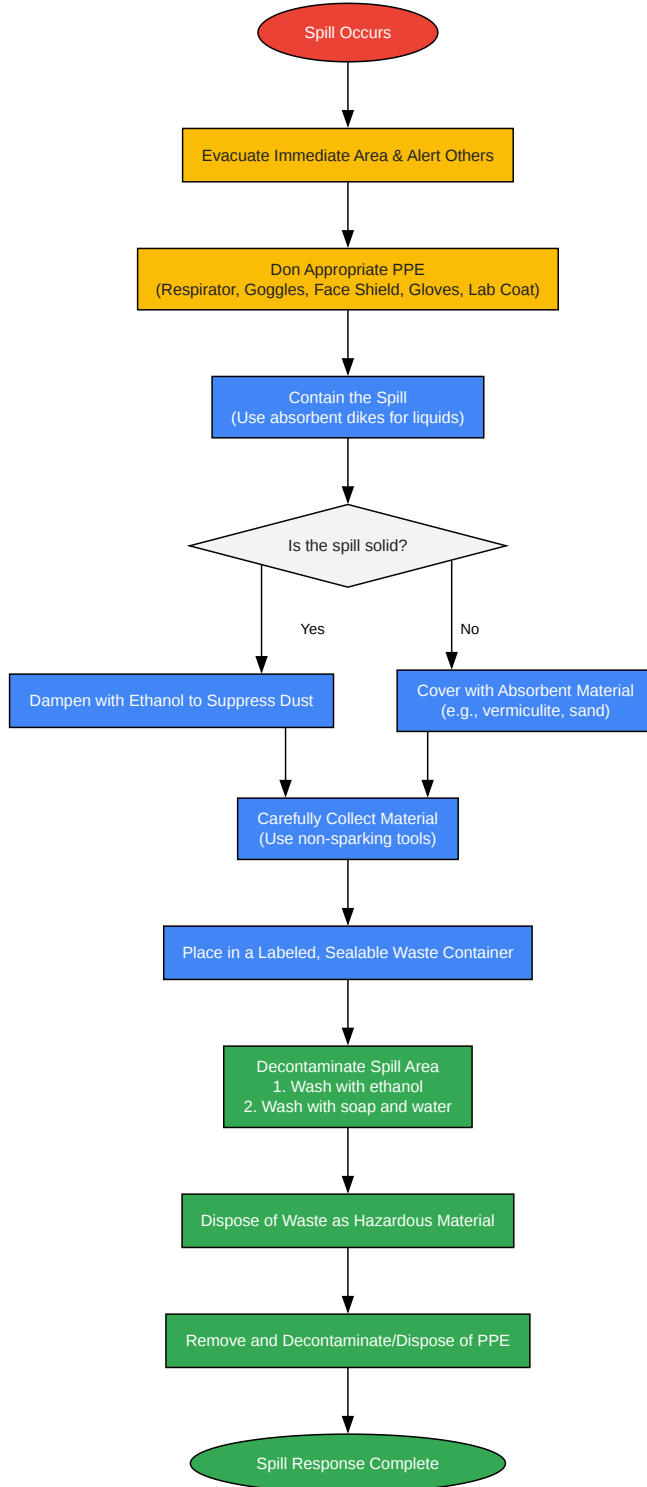 Spill Occurs
Evacuate Immediate Area & Alert Others
Don Appropriate PPE
(Respirator, Goggles, Face Shield, Gloves, Lab Coat)
Contain the Spill
(Use absorbent dikes for liquids)
Is the spill solid?
Yes
No
Dampen with Ethanol to Suppress Dust
Cover with Absorbent Material
(e.g., vermiculite, sand)
Carefully Collect Material
(Use non-sparking tools)
Place in a Labeled, Sealable Waste Container
Decontaminate Spill Area
1. Wash with ethanol
2. Wash with soap and water
Dispose of Waste as Hazardous Material
Remove and Decontaminate/Dispose of PPE
Spill Response Complete